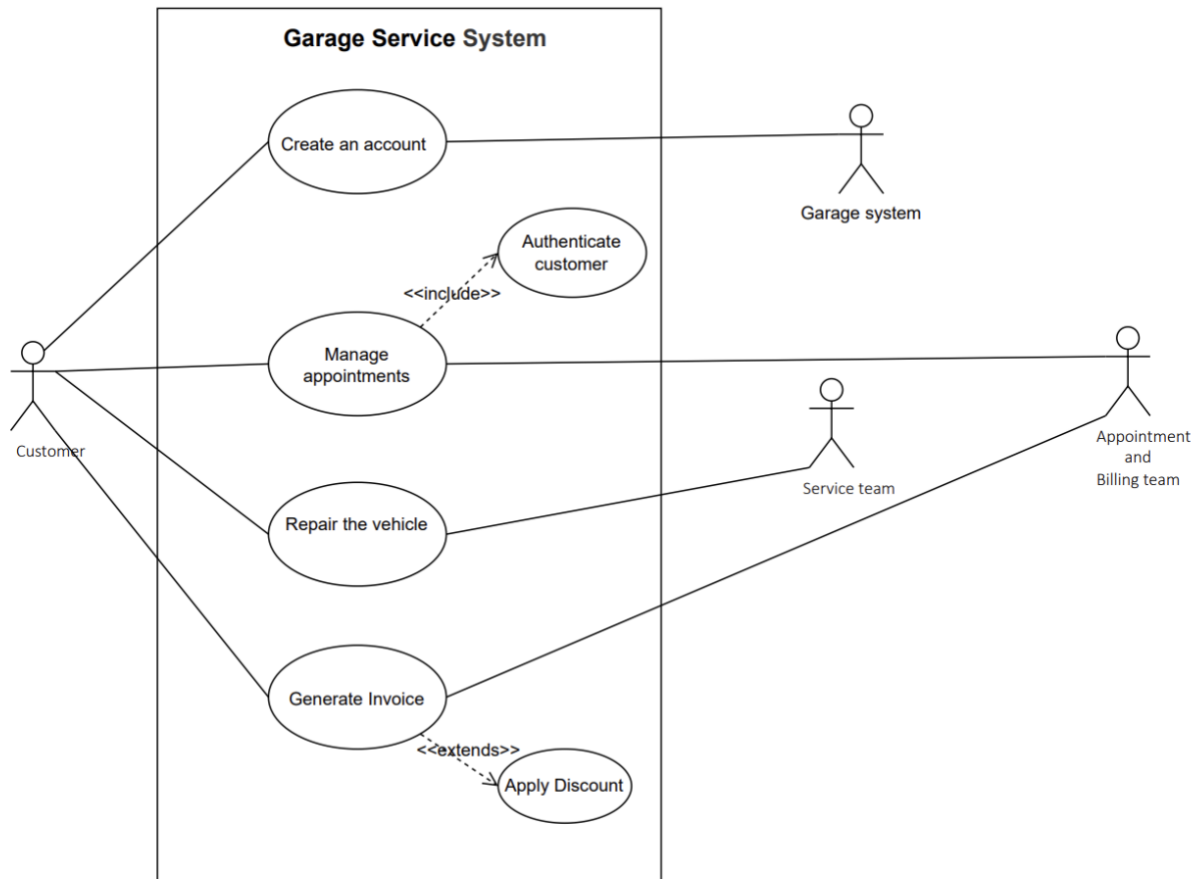 Garage Service System
Create an account
Garage system
Authenticate
customer
<<include>>
Manage
appointments
Customer
Appointment
and
Billing team
Service team
Repair the vehicle
Generate Invoice
<<extends>>
Apply Discount